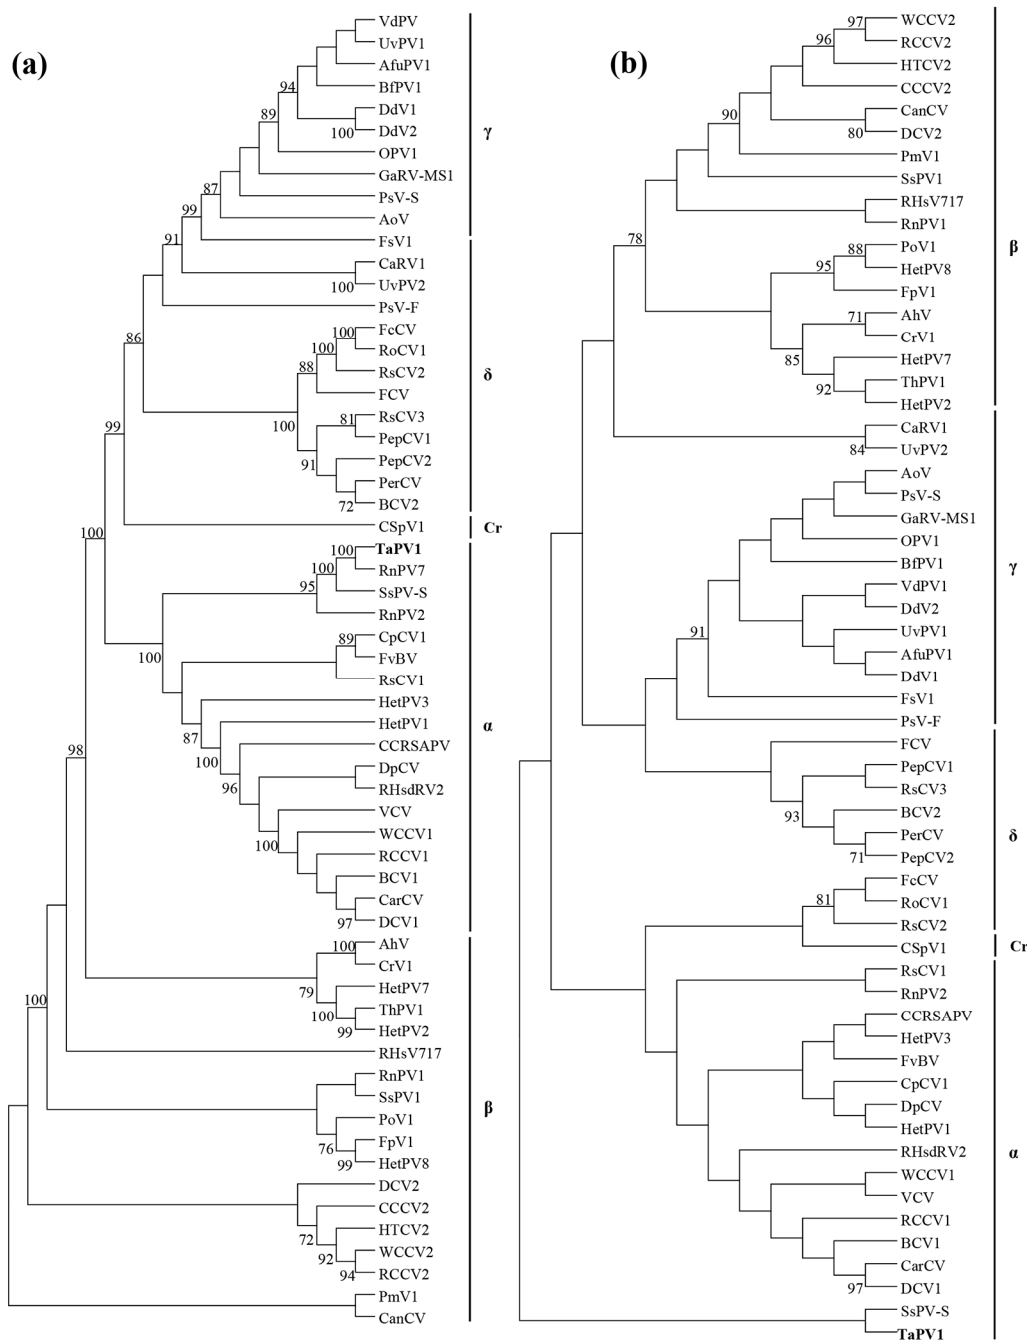 (a)
VdPV
UvPV1
AfuPV1
94
BfPV1
DdV1
89
DdV2
100
OPV1
γ
GaRV-MS1
87
PsV-S
99
AoV
91
FsV1
CaRV1
UvPV2
100
PsV-F
86
FcCV
100
RoCV1
100
RsCV2
88
δ
FCV
RsCV3
81
100
PepCV1
99
PepCV2
91
PerCV
BCV2
72
CSpV1
Cr
100
TaPV1
100
RnPV7
100
SsPV-S
95
RnPV2
CpCV1
89
100
FvBV
RsCV1
HetPV3
HetPV1
87
α
CCRSAPV
98
100
DpCV
96
RHsdRV2
VCV
WCCV1
100
RCCV1
BCV1
CarCV
DCV1
97
AhV
100
CrV1
79
HetPV7
100
ThPV1
100
HetPV2
99
RHsV717
RnPV1
SsPV1
β
PoV1
76
FpV1
HetPV8
99
DCV2
CCCV2
72
HTCV2
92
WCCV2
RCCV2
94
PmV1
CanCV
(b)
97
WCCV2
96
RCCV2
HTCV2
CCCV2
90
CanCV
DCV2
80
PmV1
SsPV1
RHsV717
RnPV1
78
88
PoV1
β
95
HetPV8
FpV1
71
AhV
CrV1
85
HetPV7
ThPV1
92
HetPV2
CaRV1
UvPV2
84
AoV
PsV-S
GaRV-MS1
OPV1
BfPV1
γ
VdPV1
DdV2
91
UvPV1
AfuPV1
DdV1
FsV1
PsV-F
FCV
PepCV1
RsCV3
93
BCV2
PerCV
δ
71
PepCV2
FcCV
81
RoCV1
RsCV2
CSpV1
Cr
RsCV1
RnPV2
CCRSAPV
HetPV3
FvBV
CpCV1
DpCV
HetPV1
RHsdRV2
α
WCCV1
VCV
RCCV1
BCV1
CarCV
97
DCV1
SsPV-S
TaPV1